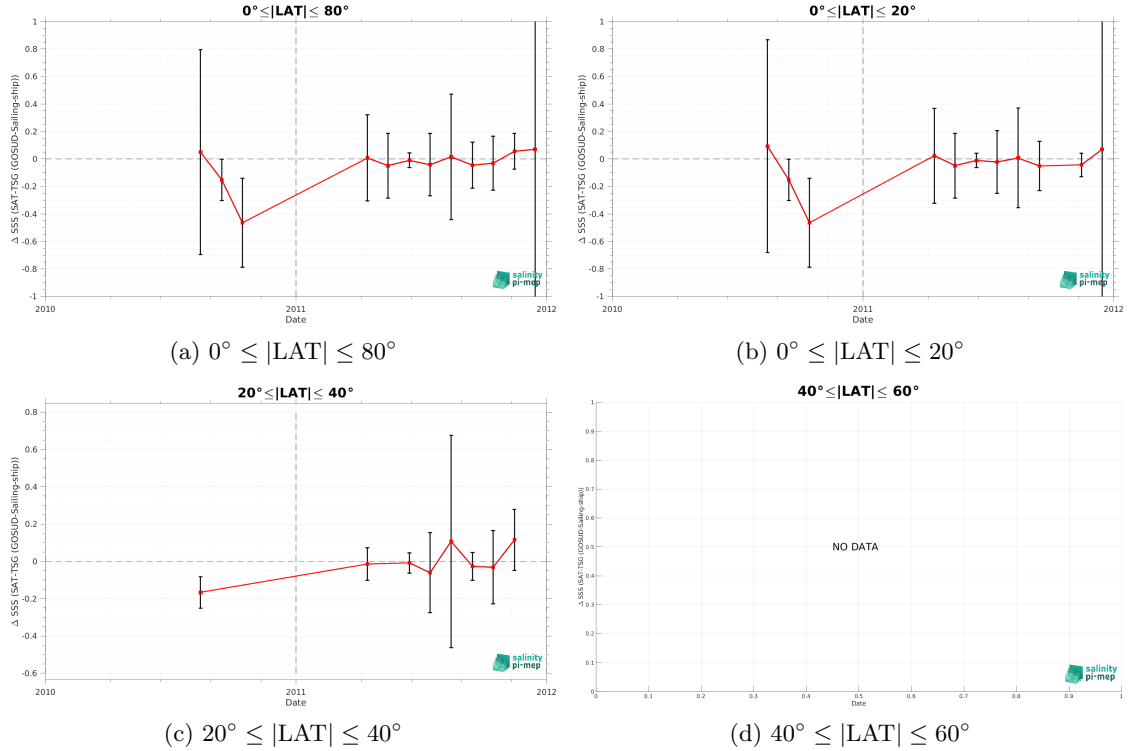 0°≤|LAT|≤ 80°
Δ SSS (SAT-TSG (GOSUD-Sailing-ship))
1
0.8
0.6
0.4
0.2
0
-0.2
-0.4
-0.6
-0.8
-1
2010
2011
2012
Date
salinity
pi-mep
(a) 0° ≤ |LAT| ≤ 80°
0°≤|LAT|≤ 20°
Δ SSS (SAT-TSG (GOSUD-Sailing-ship))
1
0.8
0.6
0.4
0.2
0
-0.2
-0.4
-0.6
-0.8
-1
2010
2011
2012
Date
salinity
pi-mep
(b) 0° ≤ |LAT| ≤ 20°
20°≤|LAT|≤ 40°
Δ SSS (SAT-TSG (GOSUD-Sailing-ship))
0.8
0.6
0.4
0.2
0
-0.2
-0.4
-0.6
2010
2011
2012
Date
salinity
pi-mep
(c) 20° ≤ |LAT| ≤ 40°
40°≤|LAT|≤ 60°
Δ SSS (SAT-TSG (GOSUD-Sailing-ship))
1
0.9
0.8
0.7
0.6
0.5
0.4
0.3
0.2
0.1
0
NO DATA
0 0.1 0.2 0.3 0.4 0.5 0.6 0.7 0.8 0.9 1
Date
salinity
pi-mep
(d) 40° ≤ |LAT| ≤ 60°